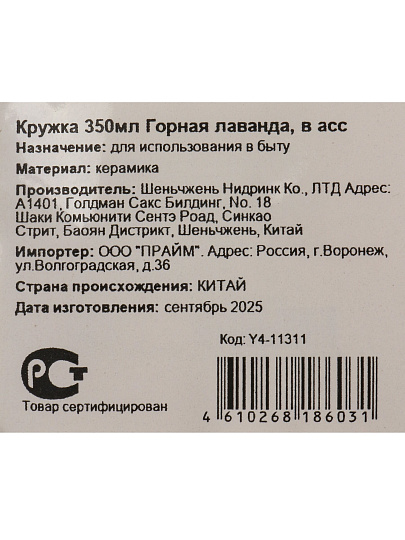 Кружка 350мл Горная лаванда, в асс
Назначение: для использования в быту
Материал: керамика
Производитель: Шеньчжень Нидринк Ко., ЛТД Адрес:
А1401, Голдман Сакс Билдинг, No. 18
Шаки Комьюнити Сентэ Роад, Синкао
Стрит, Баоян Дистрикт, Шеньчжень, Китай
Импортер: ООО "ПРАЙМ". Адрес: Россия, г.Воронеж,
ул.Волгоградская, д.36
Страна происхождения: КИТАЙ
Дата изготовления: сентябрь 2025
Код: Y4-11311
РСТ
Товар сертифицирован
4 610268 186031